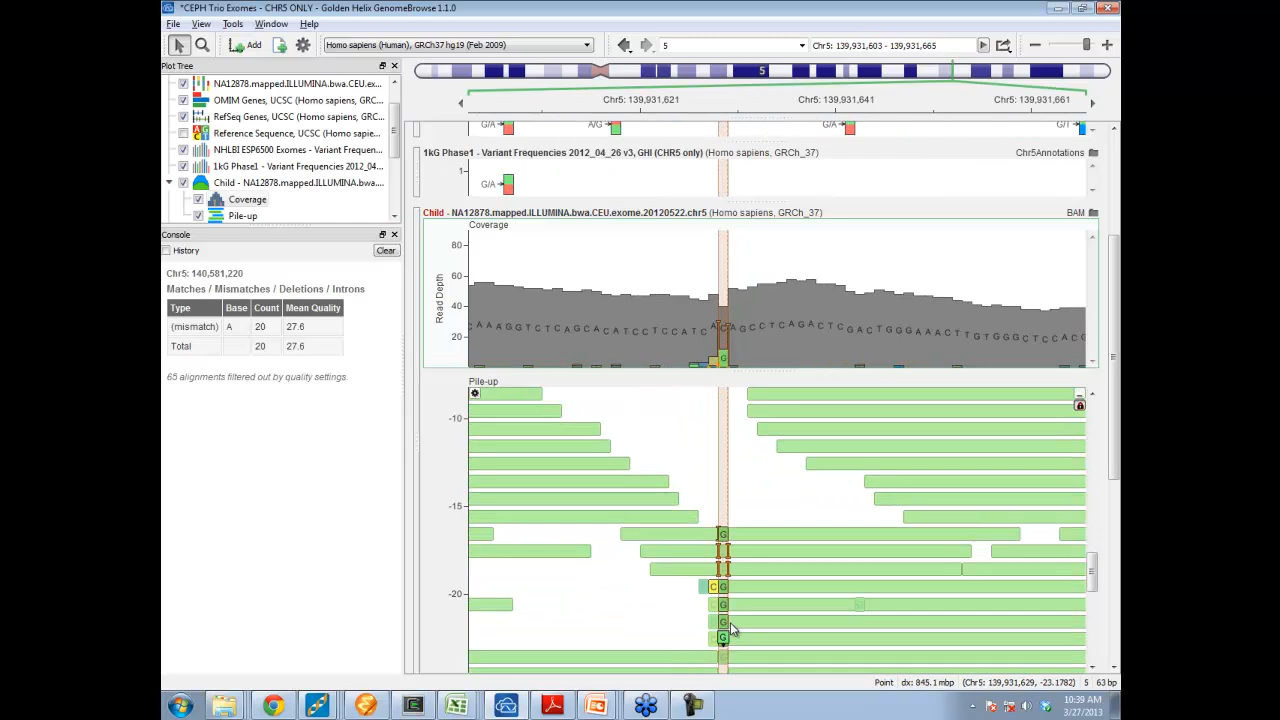 *CEPH Trio Exomes - CHR5 ONLY - Golden Helix GenomeBrowse 1.1.0
File View Tools Window Help
Add Homo sapiens (Human), GRCh37 hg19 (Feb 2009) 5 Chr5: 139,931,603 - 139,931,665
Plot Tree
NA12878.mapped.ILLUMINA.bwa.CEU.ex...
OMIM Genes, UCSC (Homo sapiens, GRC...
RefSeq Genes, UCSC (Homo sapiens, GR...
Reference Sequence, UCSC (Homo sapien...
NHLBI ESP6500 Exomes - Variant Frequen...
1kG Phase1 - Variant Frequencies 2012_04...
Child - NA12878.mapped.ILLUMINA.bwa....
Coverage
Pile-up
Console
History Clear
Chr5: 140,581,220
Matches / Mismatches / Deletions / Introns
Type Base Count Mean Quality
(mismatch) A 20 27.6
Total 20 27.6
65 alignments filtered out by quality settings.
5
Chr5: 139,931,621 Chr5: 139,931,641 Chr5: 139,931,661
G/A A/G G/A G/T
1kG Phase1 - Variant Frequencies 2012_04_26 v3, GHI (CHR5 only) (Homo sapiens, GRCh_37) Chr5Annotations
1
G/A
Child - NA12878.mapped.ILLUMINA.bwa.CEU.exome.20120522.chr5 (Homo sapiens, GRCh_37) BAM
Coverage
80
60
Read Depth
40
C A A A G G T C T C A G C A C A T C C T C C A T C A C A G C C T C A G A C T C G A C T G G G A A A C T T G T G G G C T C C A C G
20
G
Pile-up
-10
-15
G
-20
C G
G
G
G
Point dx: 845.1 mbp (Chr5: 139,931,629, -23.1782) 5 63 bp
10:39 AM
3/27/2013